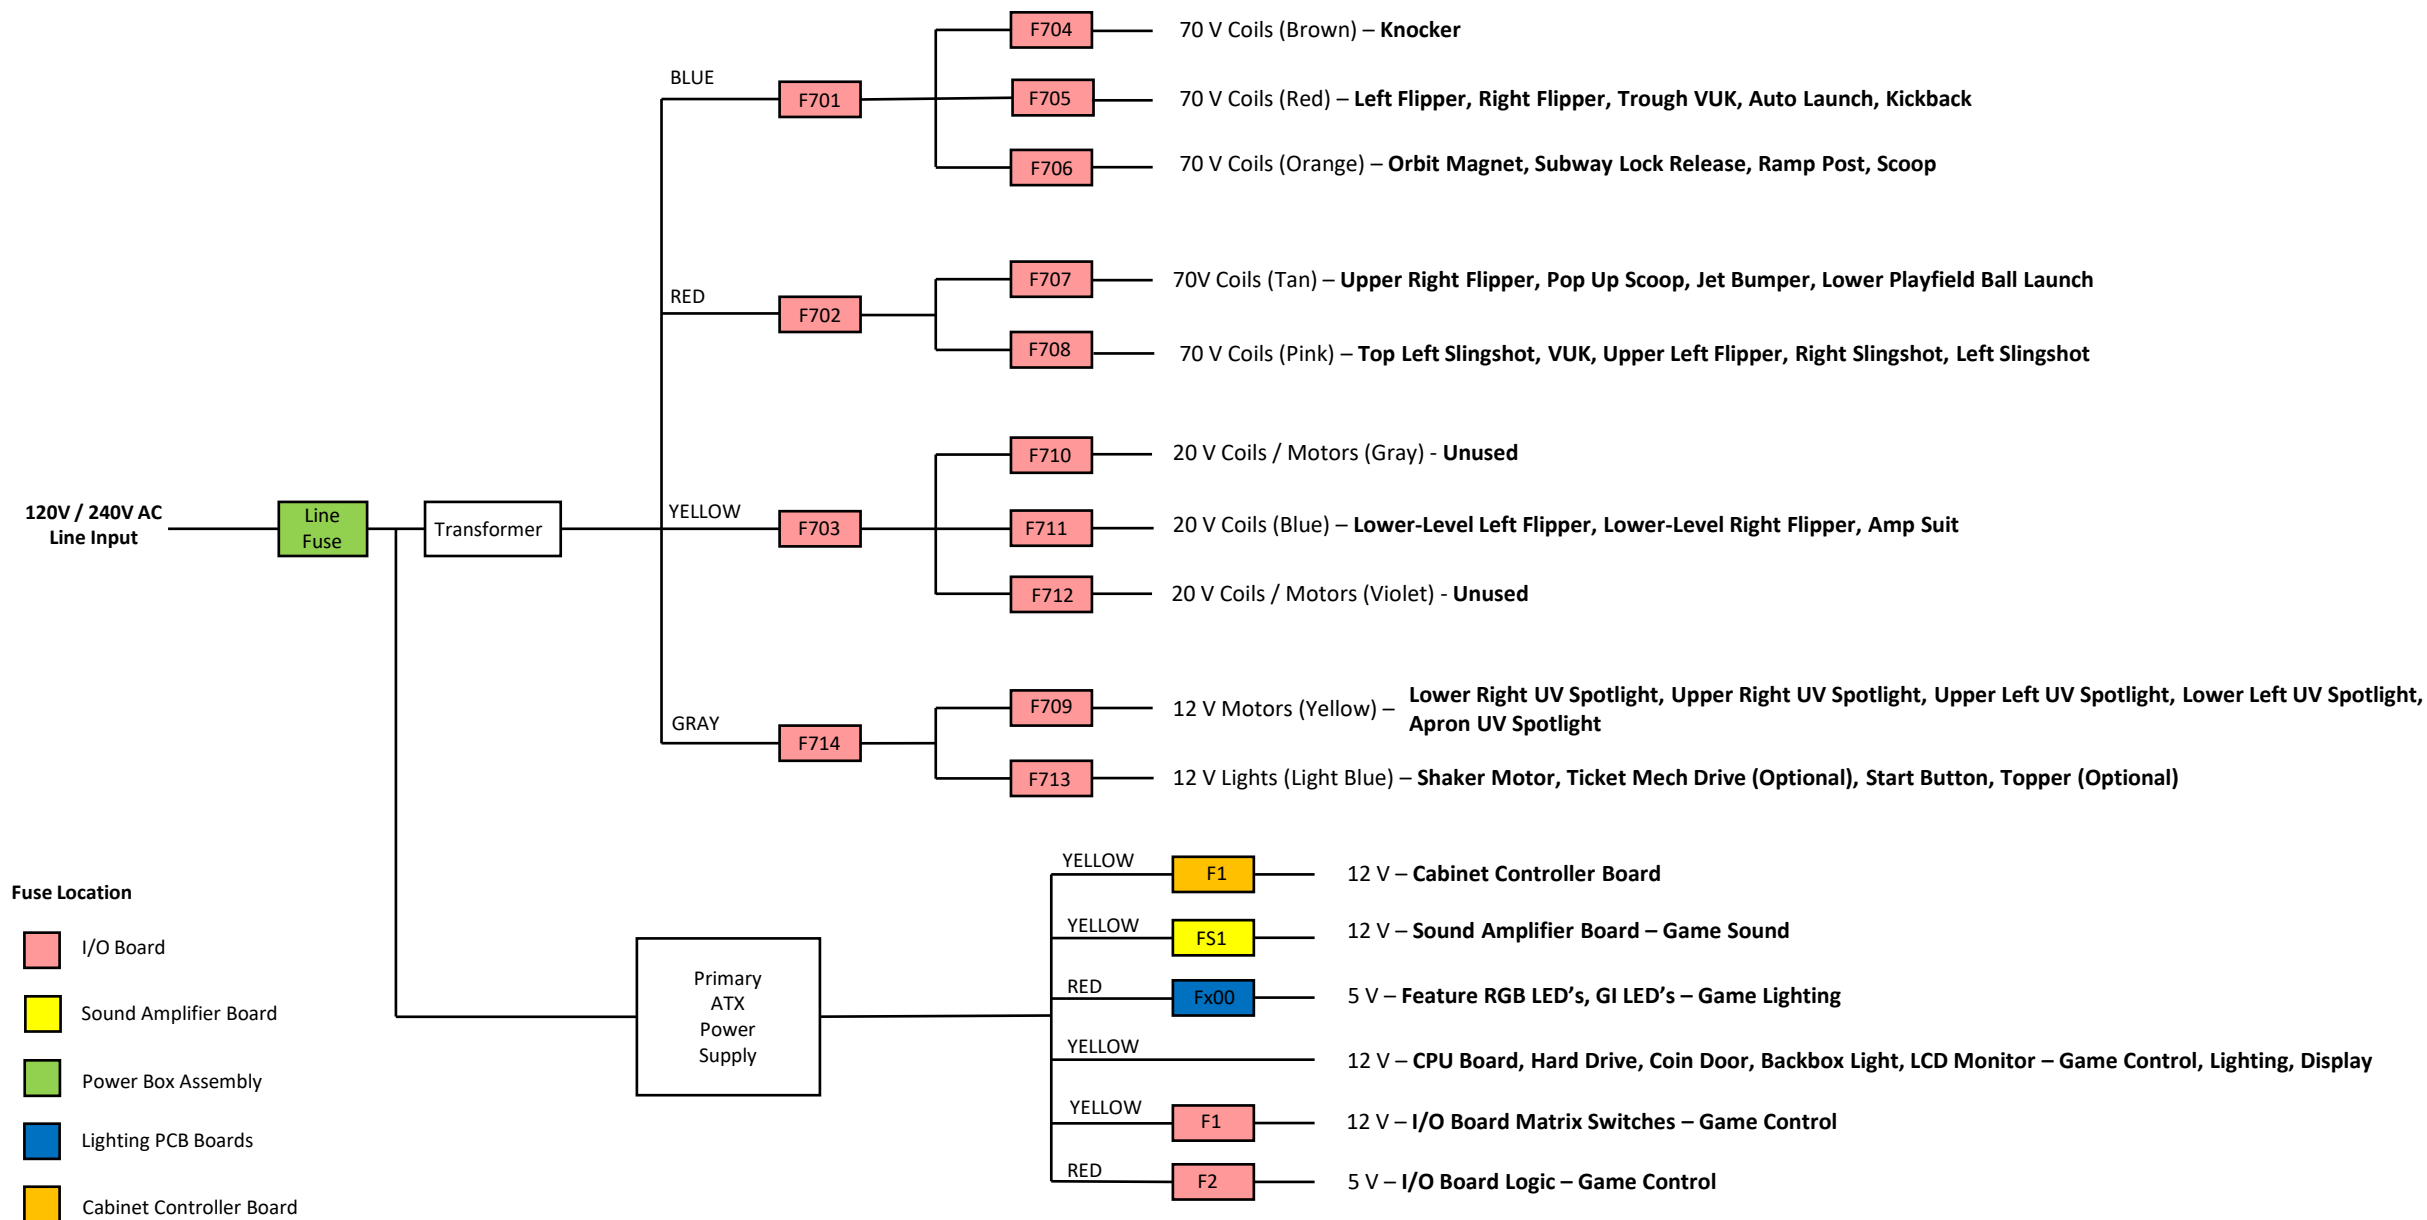 F704
70 V Coils (Brown) – Knocker
BLUE
F701
F705
70 V Coils (Red) – Left Flipper, Right Flipper, Trough VUK, Auto Launch, Kickback
F706
70 V Coils (Orange) – Orbit Magnet, Subway Lock Release, Ramp Post, Scoop
F707
70V Coils (Tan) – Upper Right Flipper, Pop Up Scoop, Jet Bumper, Lower Playfield Ball Launch
RED
F702
F708
70 V Coils (Pink) – Top Left Slingshot, VUK, Upper Left Flipper, Right Slingshot, Left Slingshot
F710
20 V Coils / Motors (Gray) - Unused
120V / 240V AC
Line Input
Line
Fuse
Transformer
YELLOW
F703
F711
20 V Coils (Blue) – Lower-Level Left Flipper, Lower-Level Right Flipper, Amp Suit
F712
20 V Coils / Motors (Violet) - Unused
F709
12 V Motors (Yellow) –
Lower Right UV Spotlight, Upper Right UV Spotlight, Upper Left UV Spotlight, Lower Left UV Spotlight,
Apron UV Spotlight
GRAY
F714
F713
12 V Lights (Light Blue) – Shaker Motor, Ticket Mech Drive (Optional), Start Button, Topper (Optional)
YELLOW
F1
12 V – Cabinet Controller Board
YELLOW
FS1
12 V – Sound Amplifier Board – Game Sound
Primary
ATX
Power
Supply
RED
Fx00
5 V – Feature RGB LED’s, GI LED’s – Game Lighting
YELLOW
12 V – CPU Board, Hard Drive, Coin Door, Backbox Light, LCD Monitor – Game Control, Lighting, Display
YELLOW
F1
12 V – I/O Board Matrix Switches – Game Control
RED
F2
5 V – I/O Board Logic – Game Control
Fuse Location
I/O Board
Sound Amplifier Board
Power Box Assembly
Lighting PCB Boards
Cabinet Controller Board